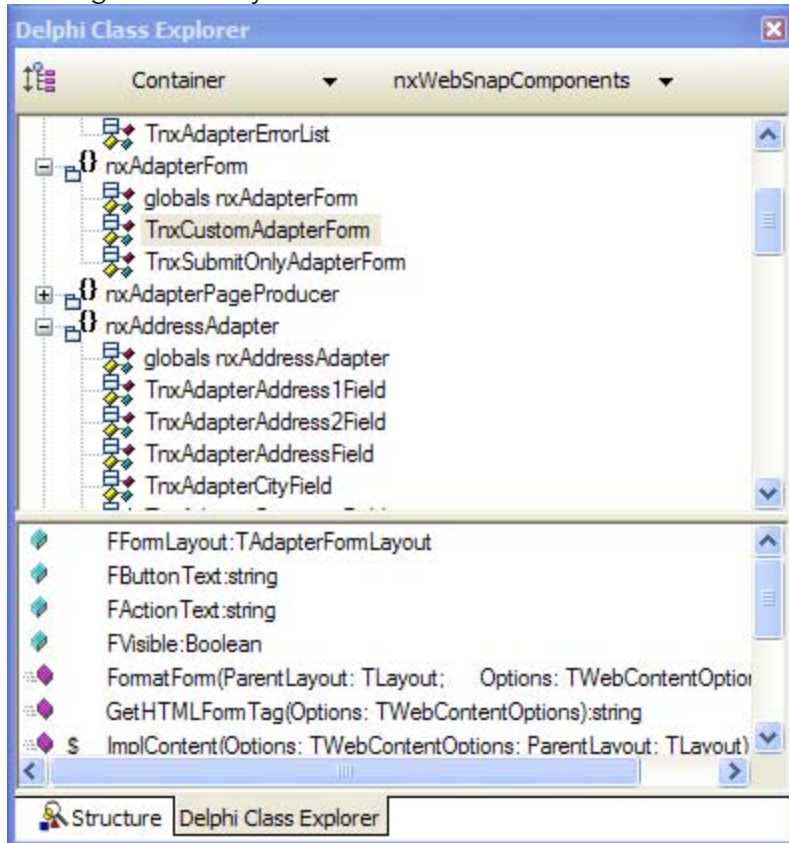 Delphi Class Explorer
Container nxWebSnapComponents
TnxAdapterErrorList
{} nxAdapterForm
globals nxAdapterForm
TnxCustomAdapterForm
TnxSubmitOnlyAdapterForm
{} nxAdapterPageProducer
{} nxAddressAdapter
globals nxAddressAdapter
TnxAdapterAddress1Field
TnxAdapterAddress2Field
TnxAdapterAddressField
TnxAdapterCityField
FFormLayout:TAdapterFormLayout
FButtonText:string
FActionText:string
FVisible:Boolean
FormatForm(ParentLayout: TLayout; Options: TWebContentOption
GetHTMLFormTag(Options: TWebContentOptions):string
$ ImplContent(Options: TWebContentOptions: ParentLayout: TLayout)
Structure Delphi Class Explorer